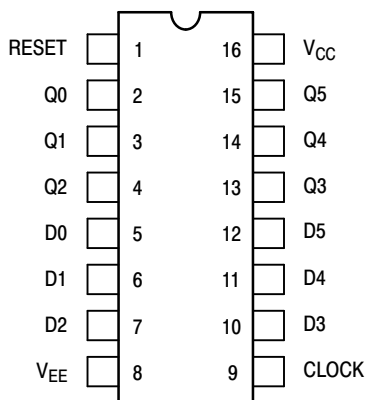 RESET 1 16 VCC
Q0 2 15 Q5
Q1 3 14 Q4
Q2 4 13 Q3
D0 5 12 D5
D1 6 11 D4
D2 7 10 D3
VEE 8 9 CLOCK